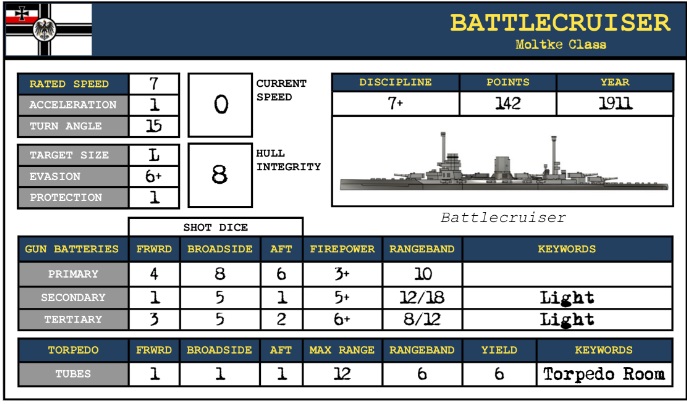 BATTLECRUISER
Moltke Class
RATED SPEED 7
ACCELERATION 1
TURN ANGLE 15
0 CURRENT SPEED
TARGET SIZE L
EVASION 6+
PROTECTION 1
8 HULL INTEGRITY
DISCIPLINE POINTS YEAR
7+ 142 1911
Battlecruiser
SHOT DICE
GUN BATTERIES FRWRD BROADSIDE AFT FIREPOWER RANGEBAND KEYWORDS
PRIMARY 4 8 6 3+ 10
SECONDARY 1 5 1 5+ 12/18 Light
TERTIARY 3 5 2 6+ 8/12 Light
TORPEDO FRWRD BROADSIDE AFT MAX RANGE RANGEBAND YIELD KEYWORDS
TUBES 1 1 1 12 6 6 Torpedo Room